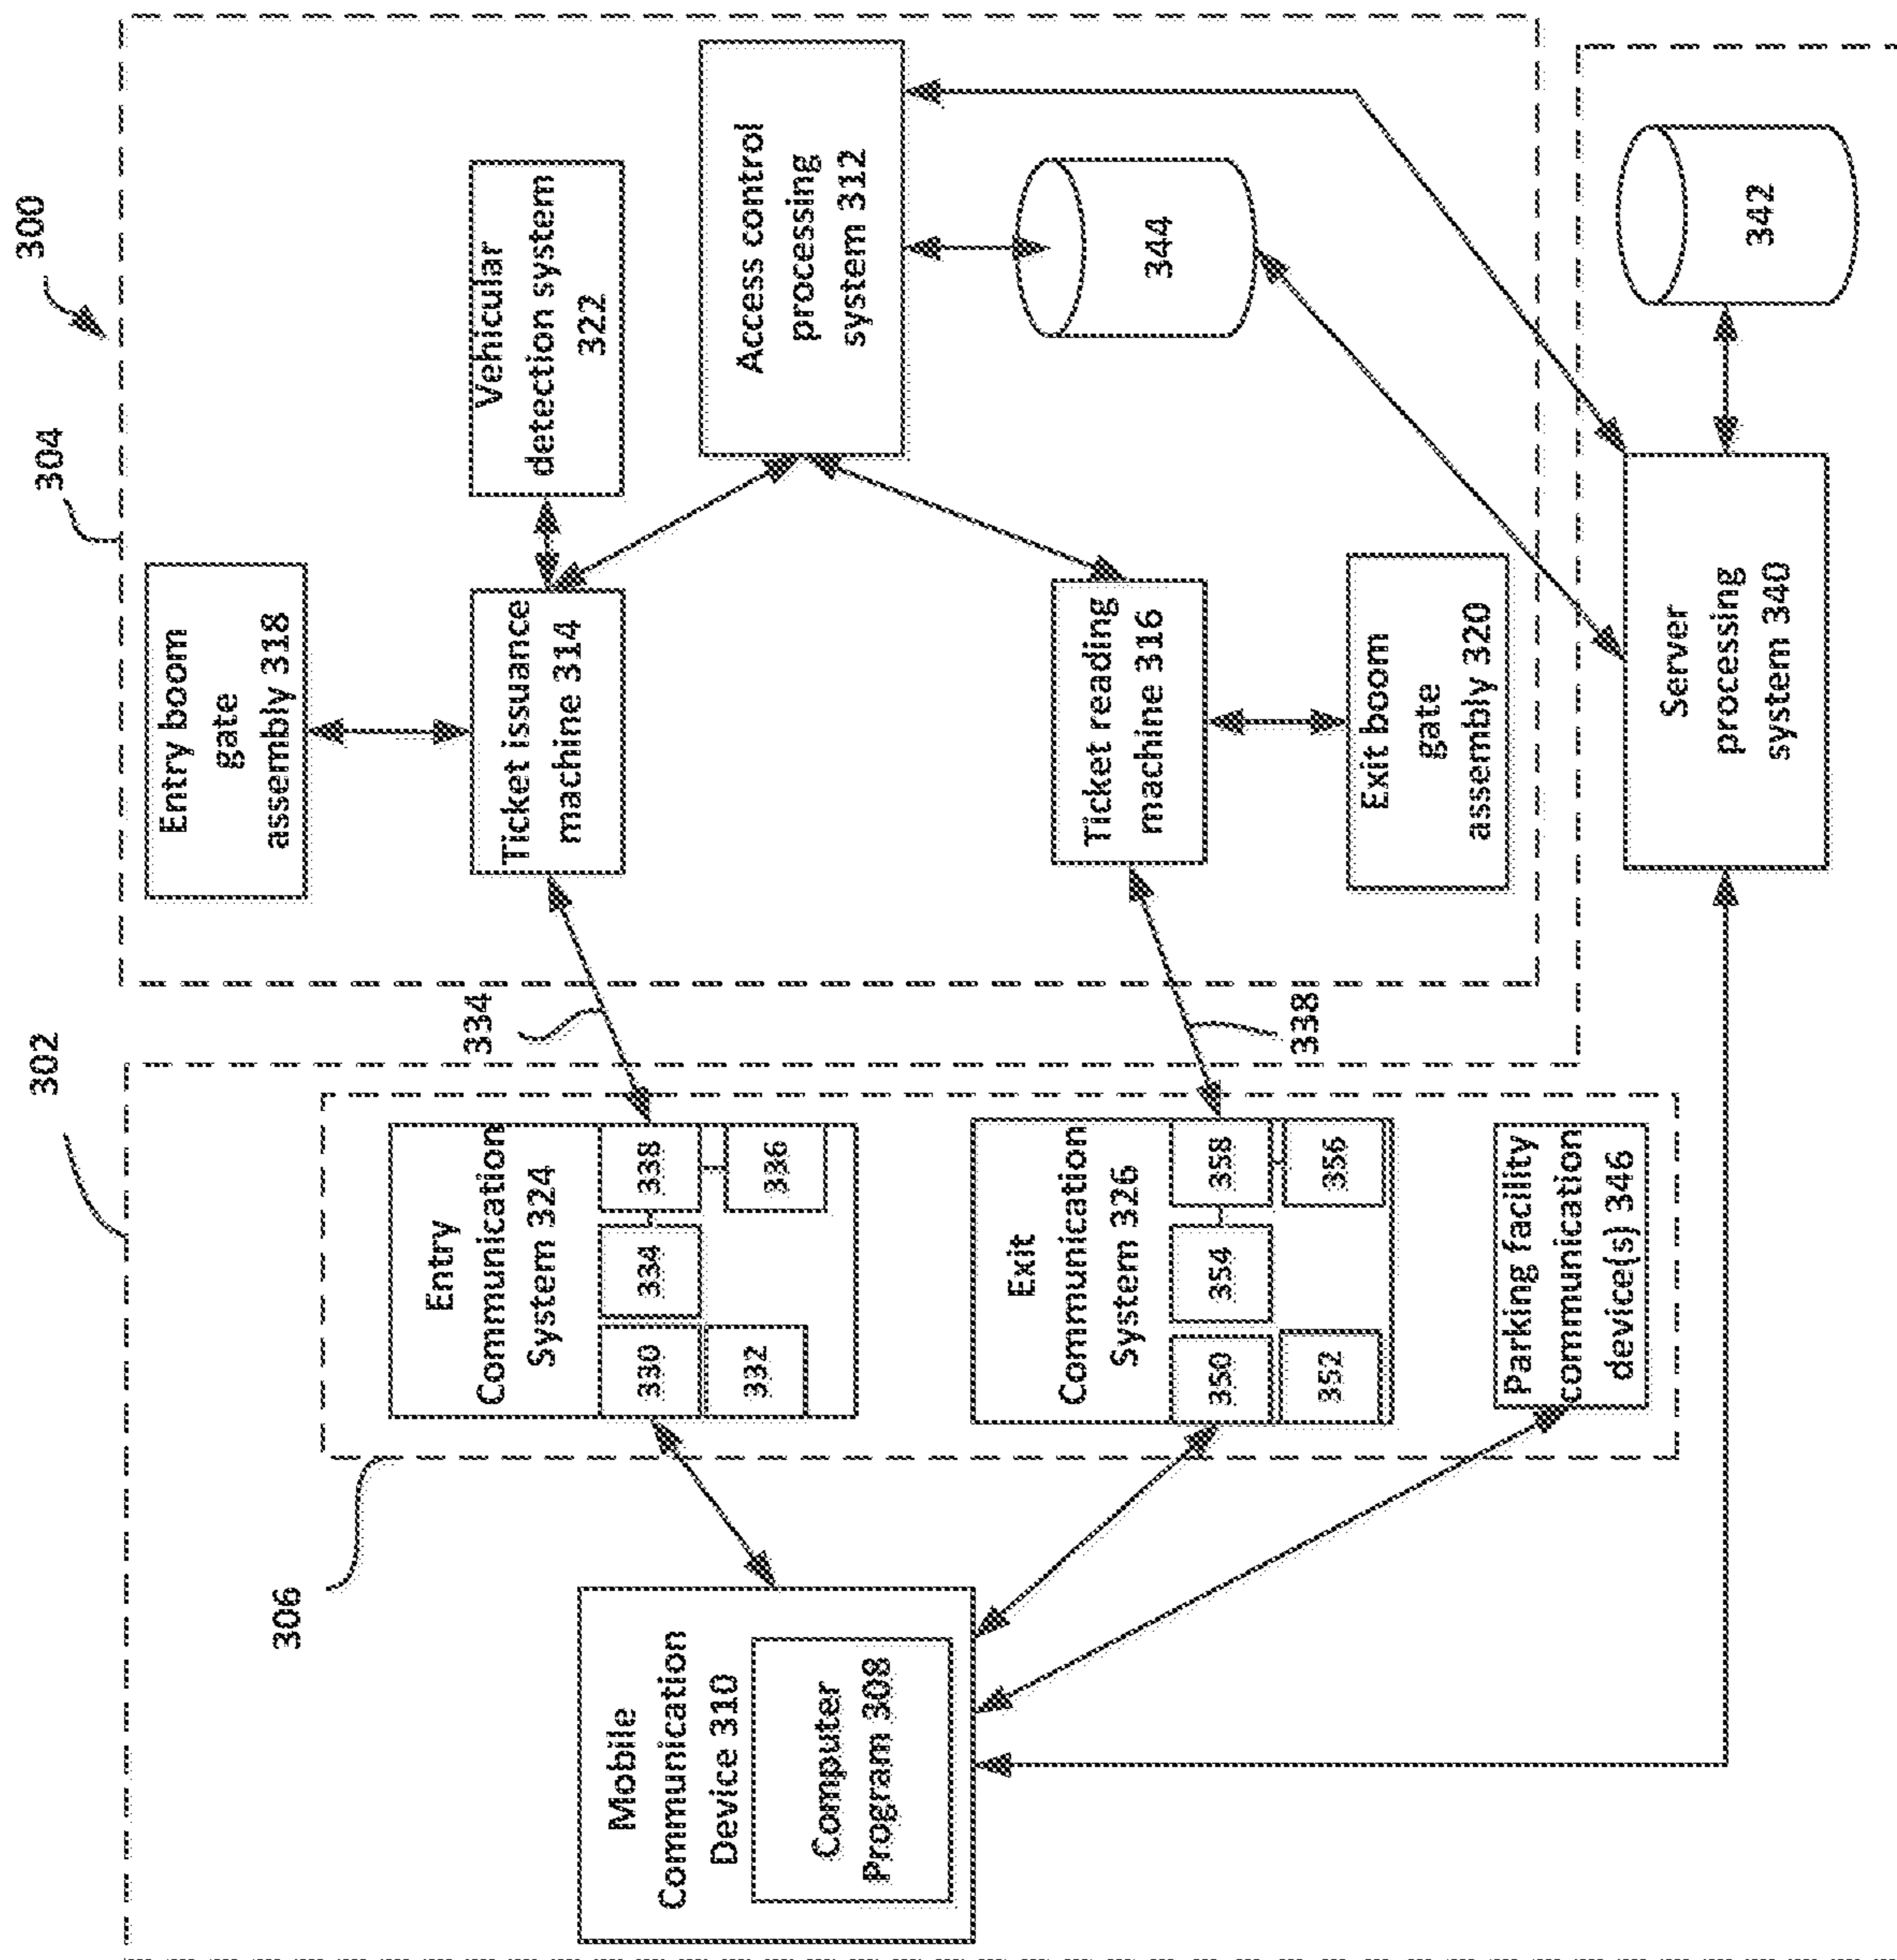 300
302
304
306
Entry boom
gate
assembly 318
Ticket issuance
machine 314
Vehicular
detection system
322
Access control
processing
system 312
344
Ticket reading
machine 316
Exit boom
gate
assembly 320
334
338
Entry
Communication
System 324
330
334
338
332
336
Exit
Communication
System 326
350
354
358
352
356
Parking facility
communication
device(s) 346
Mobile
Communication
Device 310
Computer
Program 308
Server
processing
system 340
342